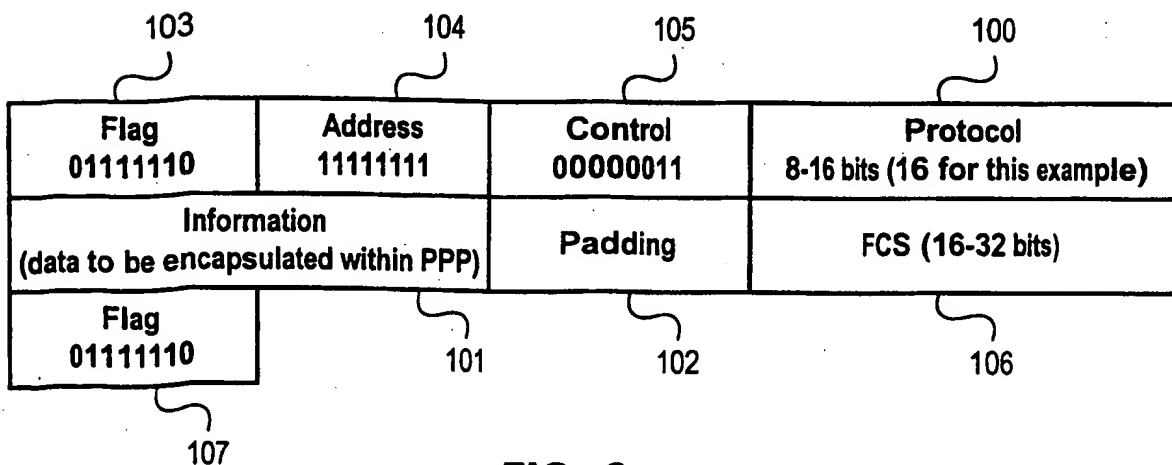 103 104 105 100
Flag Address Control Protocol
01111110 11111111 00000011 8-16 bits (16 for this example)
Information Padding FCS (16-32 bits)
(data to be encapsulated within PPP)
Flag
01111110
101 102 106
107